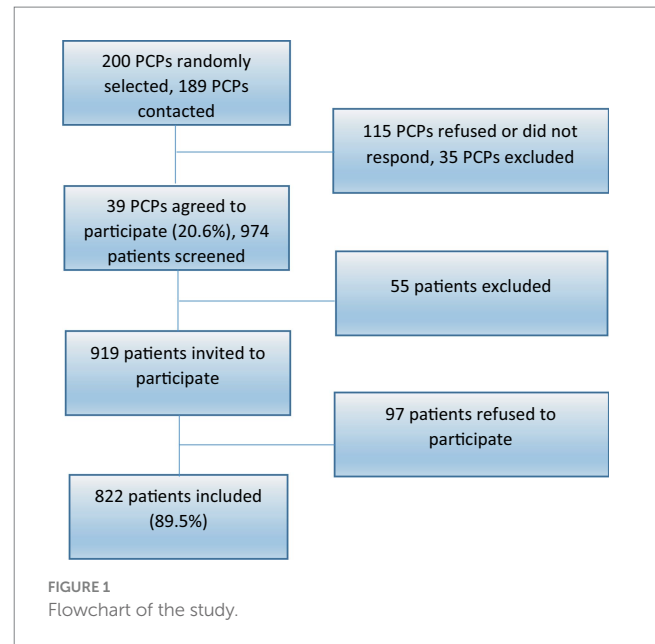 200 PCPs randomly
selected, 189 PCPs
contacted
115 PCPs refused or did not
respond, 35 PCPs excluded
39 PCPs agreed to
participate (20.6%), 974
patients screened
55 patients excluded
919 patients invited to
participate
97 patients refused to
participate
822 patients included
(89.5%)
FIGURE 1
Flowchart of the study.